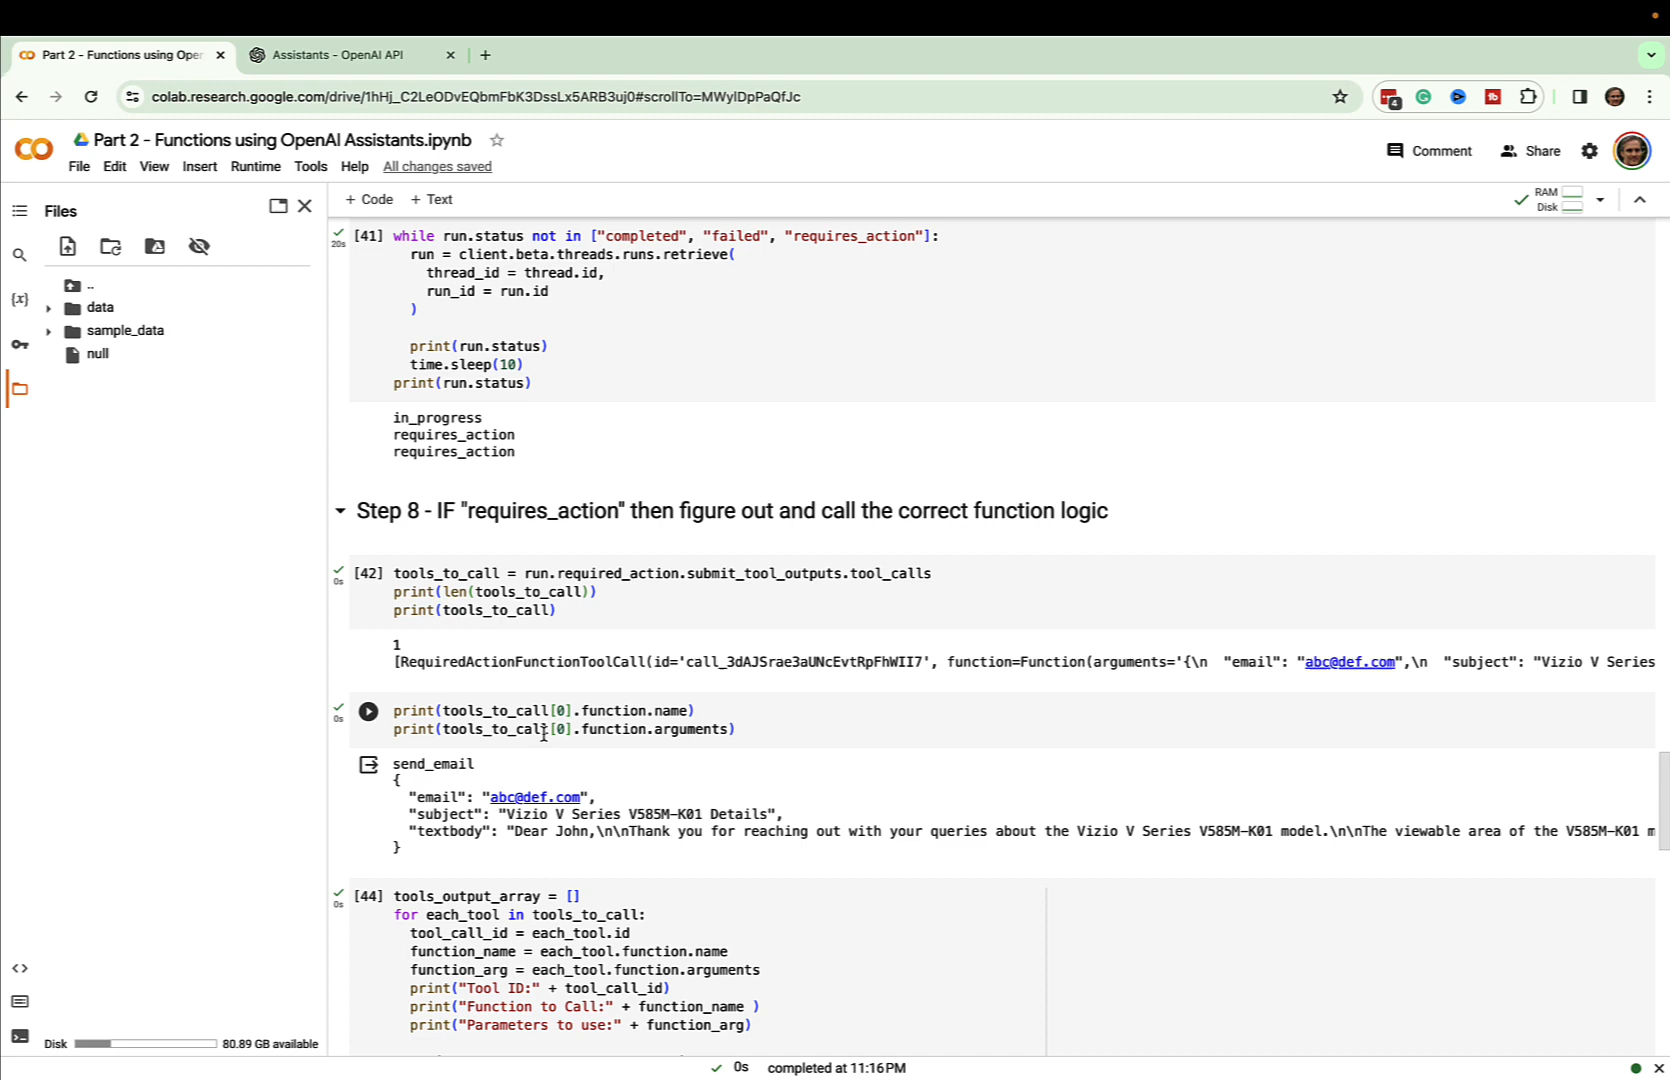 Part 2 - Functions using Oper
Assistants - OpenAI API
colab.research.google.com/drive/1hHj_C2LeODvEQbmFbK3DssLx5ARB3uj0#scrollTo=MWylDpPaQfJc
4
CO
Part 2 - Functions using OpenAI Assistants.ipynb
Comment
Share
File Edit View Insert Runtime Tools Help All changes saved
Files
+ Code + Text
RAM
Disk
..
data
sample_data
null
{x}
20s
[41] while run.status not in ["completed", "failed", "requires_action"]:
run = client.beta.threads.runs.retrieve(
thread_id = thread.id,
run_id = run.id
)
print(run.status)
time.sleep(10)
print(run.status)
in_progress
requires_action
requires_action
Step 8 - IF "requires_action" then figure out and call the correct function logic
0s
[42] tools_to_call = run.required_action.submit_tool_outputs.tool_calls
print(len(tools_to_call))
print(tools_to_call)
1
[RequiredActionFunctionToolCall(id='call_3dAJSrae3aUNcEvtRpFhWII7', function=Function(arguments='{\n  "email": "abc@def.com",\n  "subject": "Vizio V Series
0s
print(tools_to_call[0].function.name)
print(tools_to_call[0].function.arguments)
send_email
{
"email": "abc@def.com",
"subject": "Vizio V Series V585M-K01 Details",
"textbody": "Dear John,\n\nThank you for reaching out with your queries about the Vizio V Series V585M-K01 model.\n\nThe viewable area of the V585M-K01 m
}
0s
[44] tools_output_array = []
for each_tool in tools_to_call:
tool_call_id = each_tool.id
function_name = each_tool.function.name
function_arg = each_tool.function.arguments
print("Tool ID:" + tool_call_id)
print("Function to Call:" + function_name )
print("Parameters to use:" + function_arg)
Disk
80.89 GB available
0s completed at 11:16 PM